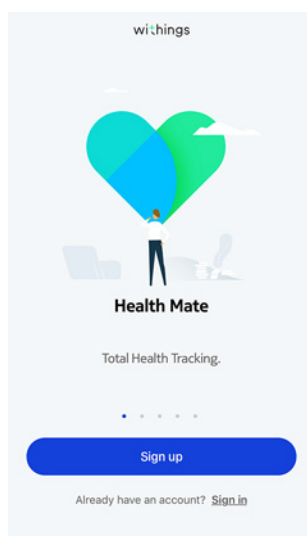 withings
Health Mate
Total Health Tracking.
Sign up
Already have an account? Sign in